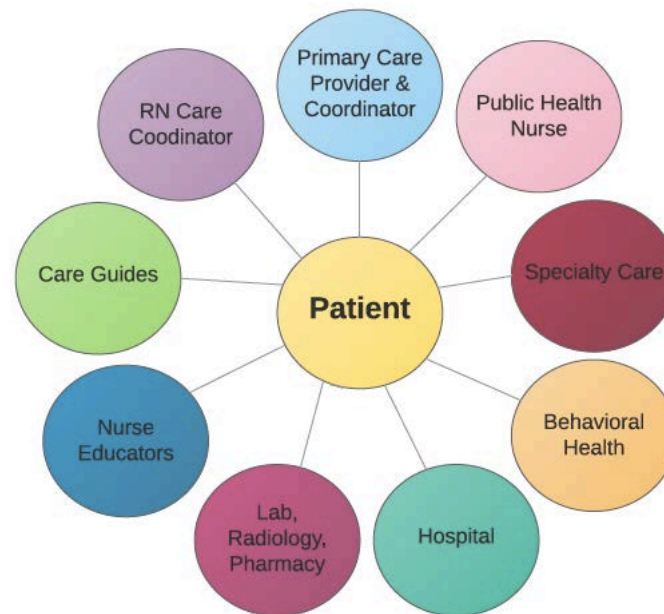 Primary Care
Provider &
Coordinator
RN Care
Coodinator
Public Health
Nurse
Care Guides
Patient
Specialty Care
Nurse
Educators
Behavioral
Health
Lab,
Radiology,
Pharmacy
Hospital